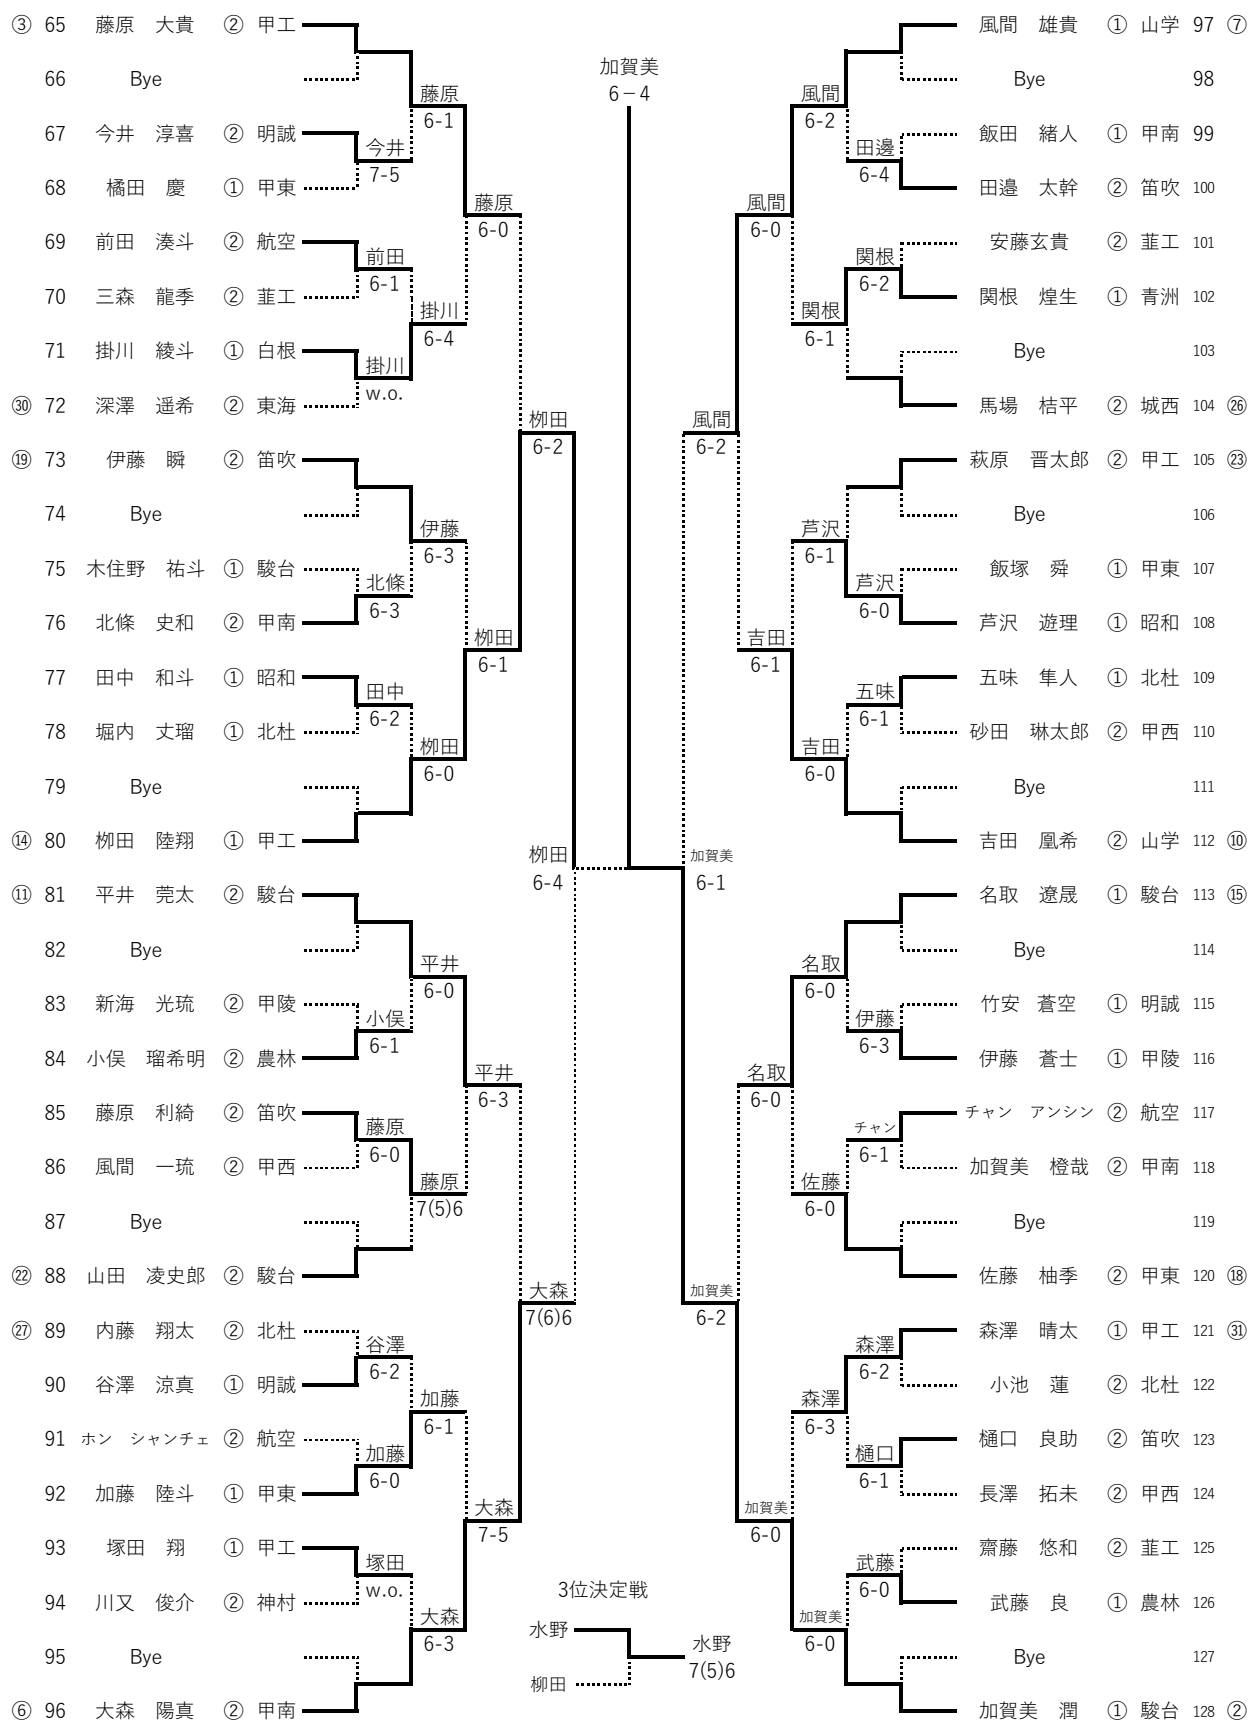 ③ 65 藤原 大貴 ② 甲工
66 Bye
67 今井 淳喜 ② 明誠
68 橘田 慶 ① 甲東
69 前田 湊斗 ② 航空
70 三森 龍季 ② 韮工
71 掛川 綾斗 ① 白根
㉚ 72 深澤 遥希 ② 東海
⑲ 73 伊藤 瞬 ② 笛吹
74 Bye
75 木住野 祐斗 ① 駿台
76 北條 史和 ② 甲南
77 田中 和斗 ① 昭和
78 堀内 丈瑠 ① 北杜
79 Bye
⑭ 80 栁田 陸翔 ① 甲工
⑪ 81 平井 莞太 ② 駿台
82 Bye
83 新海 光琉 ② 甲陵
84 小俣 瑠希明 ② 農林
85 藤原 利綺 ② 笛吹
86 風間 一琉 ② 甲西
87 Bye
㉒ 88 山田 凌史郎 ② 駿台
㉗ 89 内藤 翔太 ② 北杜
90 谷澤 涼真 ① 明誠
91 ホン シャンチェ ② 航空
92 加藤 陸斗 ① 甲東
93 塚田 翔 ① 甲工
94 川又 俊介 ② 神村
95 Bye
⑥ 96 大森 陽真 ② 甲南
今井
7-5
前田
6-1
掛川
w.o.
北條
6-3
田中
6-2
小俣
6-1
藤原
6-0
谷澤
6-2
加藤
6-0
塚田
w.o.
藤原
6-1
掛川
6-4
伊藤
6-3
栁田
6-0
平井
6-0
藤原
7(5)6
加藤
6-1
大森
6-3
藤原
6-0
栁田
6-1
平井
6-3
大森
7-5
栁田
6-2
大森
7(6)6
栁田
6-4
加賀美
6－4
3位決定戦
水野
柳田
水野
7(5)6
加賀美
6-1
風間
6-2
加賀美
6-2
風間
6-0
吉田
6-1
名取
6-0
加賀美
6-0
風間
6-2
関根
6-1
芦沢
6-1
吉田
6-0
名取
6-0
佐藤
6-0
森澤
6-3
加賀美
6-0
田邊
6-4
関根
6-2
芦沢
6-0
五味
6-1
伊藤
6-3
チャン
6-1
森澤
6-2
樋口
6-1
武藤
6-0
風間 雄貴 ① 山学 97 ⑦
Bye 98
飯田 緒人 ① 甲南 99
田邉 太幹 ② 笛吹 100
安藤玄貴 ② 韮工 101
関根 煌生 ① 青洲 102
Bye 103
馬場 桔平 ② 城西 104 ㉖
萩原 晋太郎 ② 甲工 105 ㉓
Bye 106
飯塚 舜 ① 甲東 107
芦沢 遊理 ① 昭和 108
五味 隼人 ① 北杜 109
砂田 琳太郎 ② 甲西 110
Bye 111
吉田 凰希 ② 山学 112 ⑩
名取 遼晟 ① 駿台 113 ⑮
Bye 114
竹安 蒼空 ① 明誠 115
伊藤 蒼士 ① 甲陵 116
チャン アンシン ② 航空 117
加賀美 橙哉 ② 甲南 118
Bye 119
佐藤 柚季 ② 甲東 120 ⑱
森澤 晴太 ① 甲工 121 ㉛
小池 蓮 ② 北杜 122
樋口 良助 ② 笛吹 123
長澤 拓未 ② 甲西 124
齋藤 悠和 ② 韮工 125
武藤 良 ① 農林 126
Bye 127
加賀美 潤 ① 駿台 128 ②